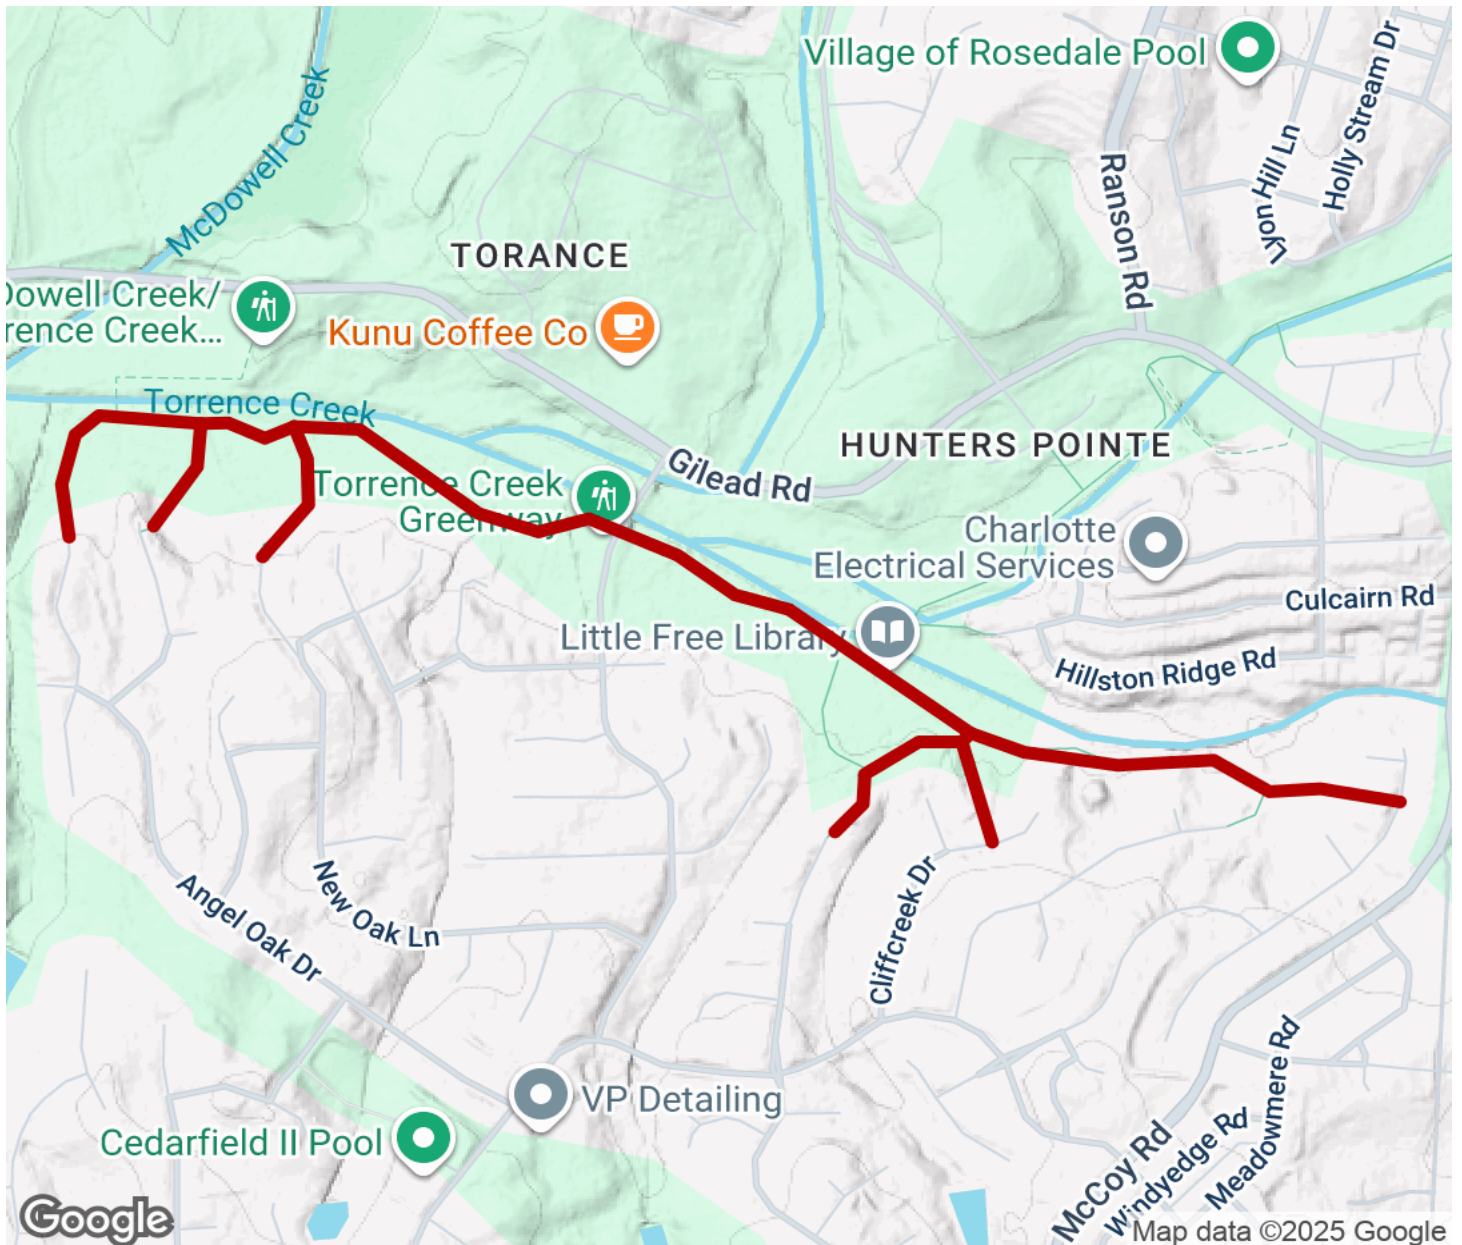 Village of Rosedale Pool
Holly Stream Dr
Lyon Hill Ln
Ranson Rd
McDowell Creek
TORANCE
Dowell Creek/
rence Creek...
Kunu Coffee Co
Torrence Creek
HUNTERS POINTE
Gilead Rd
Torrence Creek
Greenway
Charlotte
Electrical Services
Culcairn Rd
Little Free Library
Hillston Ridge Rd
New Oak Ln
Angel Oak Dr
Cliffcreek Dr
VP Detailing
Cedarfield II Pool
McCoy Rd
Windyedge Rd
Meadowmere Rd
Google
Map data ©2025 Google